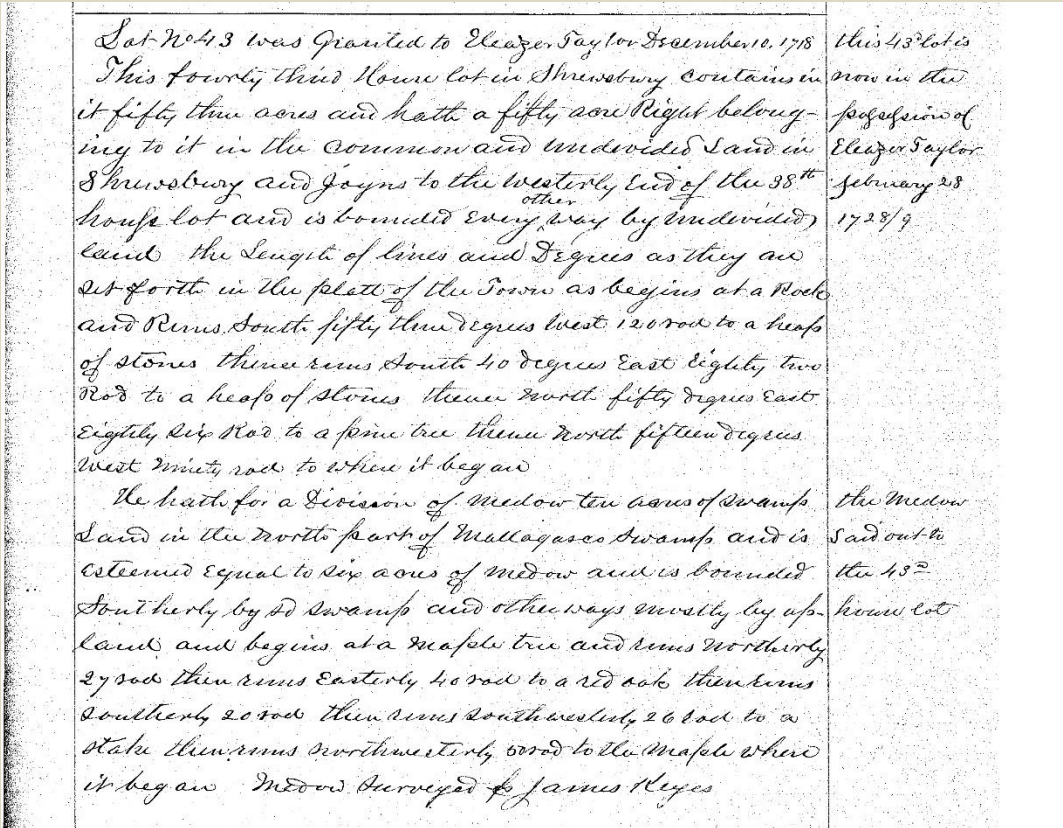 Lot No 43 was Granted to Eleazer Taylor December 10, 1718
This fourly third House lot in Shrewsbury contains in
it fifty three acres and hath a fifty acre Right belong-
ing to it in the common and undevided Land in
Shrewsbury and Joyns to the westerly End of the 38th
house lot and is bounded every other way by undevided
land the Length of lines and Degrees as they are
set forth in the platt of the Town as begins at a Rock
and Runs South fifty three degrees West 120 rod to a heap
of stones thence runs South 40 degrees East Eighty two
Rod to a heap of stones thence North fifty degrees East
Eightly Six Rod to a pine tree thence North fifteen degrees
West Ninety rod to where it began
He hath for a Division of Medow ten acres of swamp
Land in the North part of Mallagasco Swamp and is
esteemed Equal to six acres of medow and is bounded
Southerly by sd swamp and otherways mostly by up-
land and begins at a Maple tree and runs Northerly
27 rod then runs Easterly 40 rod to a red oak then runs
Southerly 20 rod then runs Southwesterly 26 rod to a
stake then runs northwesterly rod to the Maple where
it began Medow Surveyed James Keyes
this 43d lot is
now in the
possession of
Eleazer Taylor
february 28
1728/9
the Medow
Laid out to
the 43d
house lot